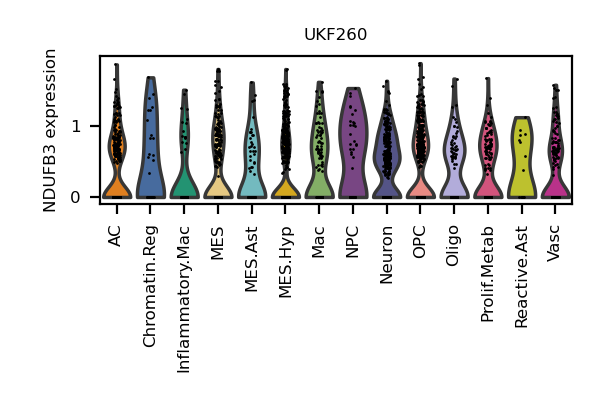 UKF260
NDUFB3 expression
1
0
AC
Chromatin.Reg
Inflammatory.Mac
MES
MES.Ast
MES.Hyp
Mac
NPC
Neuron
OPC
Oligo
Prolif.Metab
Reactive.Ast
Vasc